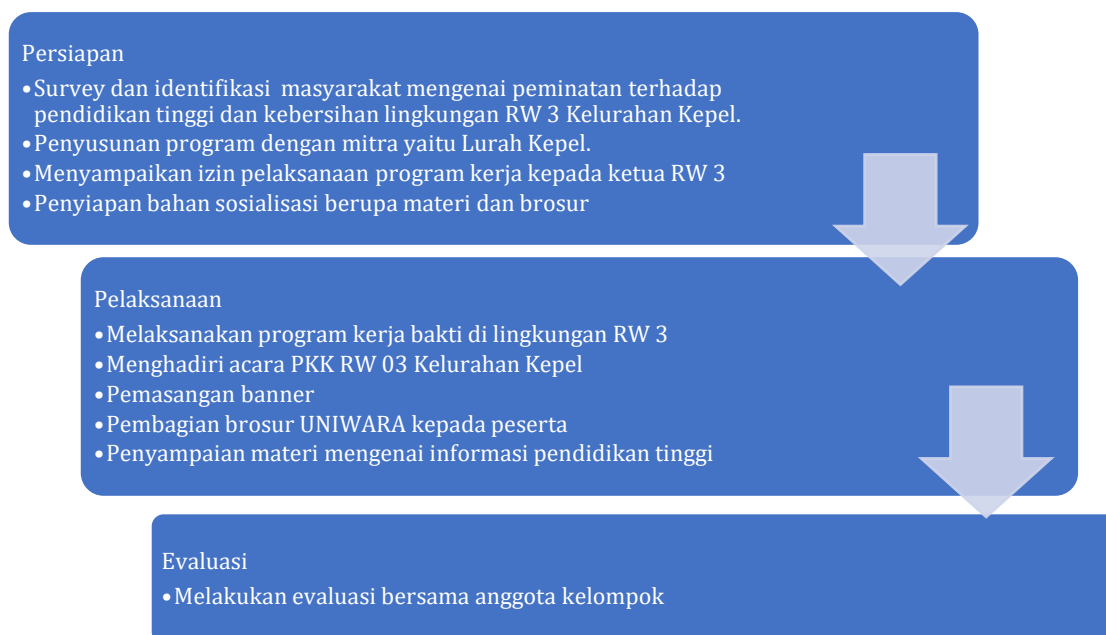 Persiapan
•Survey dan identifikasi masyarakat mengenai peminatan terhadap
pendidikan tinggi dan kebersihan lingkungan RW 3 Kelurahan Kepel.
•Penyusunan program dengan mitra yaitu Lurah Kepel.
•Menyampaikan izin pelaksanaan program kerja kepada ketua RW 3
•Penyiapan bahan sosialisasi berupa materi dan brosur
Pelaksanaan
•Melaksanakan program kerja bakti di lingkungan RW 3
•Menghadiri acara PKK RW 03 Kelurahan Kepel
•Pemasangan banner
•Pembagian brosur UNIWARA kepada peserta
•Penyampaian materi mengenai informasi pendidikan tinggi
Evaluasi
•Melakukan evaluasi bersama anggota kelompok